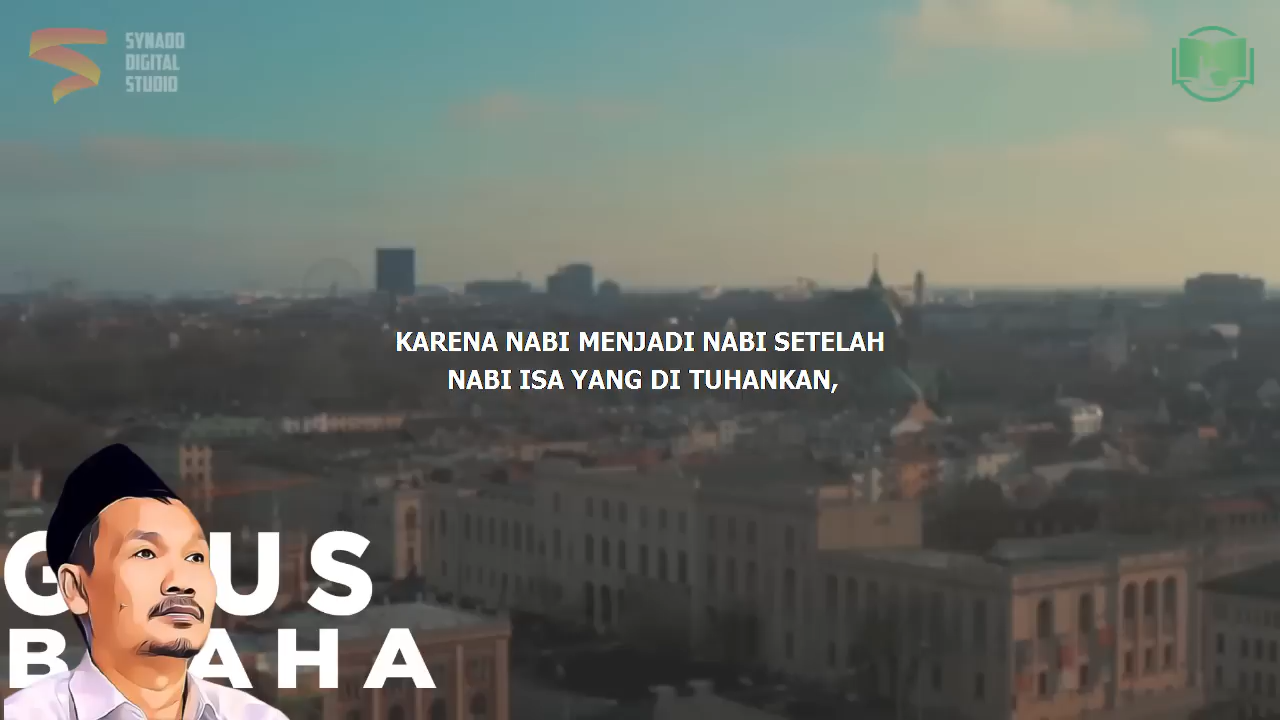 SYNADO
DIGITAL
STUDIO
KARENA NABI MENJADI NABI SETELAH
NABI ISA YANG DI TUHANKAN,
GUS
BAHA